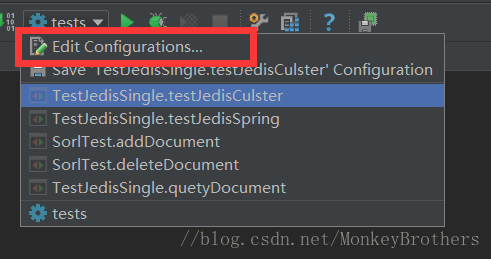 tests
Edit Configurations...
Save 'TestJedisSingle.testJedisCulster' Configuration
TestJedisSingle.testJedisCulster
TestJedisSingle.testJedisSpring
SorlTest.addDocument
SorlTest.deleteDocument
TestJedisSingle.quetyDocument
tests
//blog.csdn.net/MonkeyBrothers